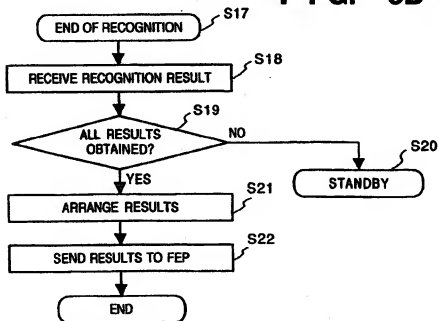 END OF RECOGNITION
S17
RECEIVE RECOGNITION RESULT
S18
ALL RESULTS
OBTAINED?
S19
NO
S20
STANDBY
YES
ARRANGE RESULTS
S21
SEND RESULTS TO FEP
S22
END